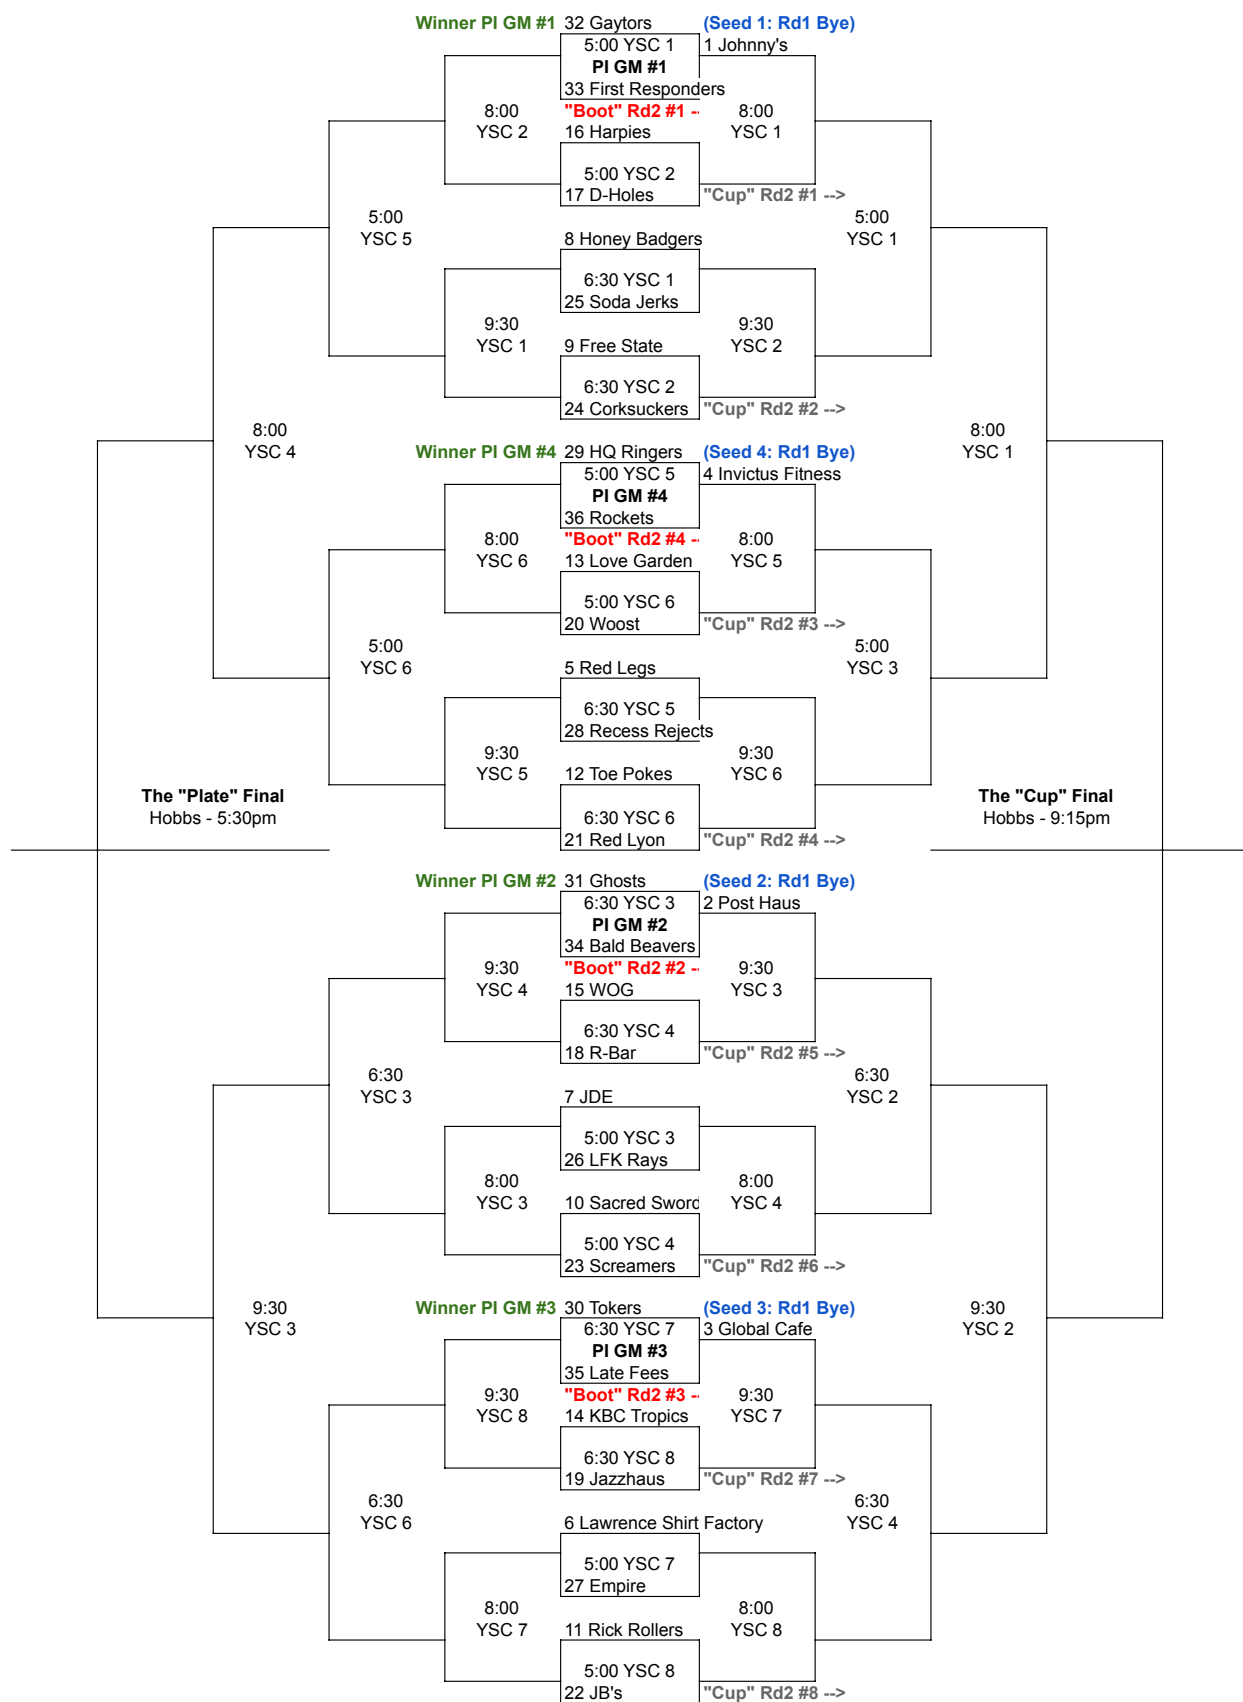 Winner PI GM #1 32 Gaytors (Seed 1: Rd1 Bye)
5:00 YSC 1 1 Johnny's
PI GM #1
33 First Responders
"Boot" Rd2 #1 --
8:00 8:00
YSC 2 16 Harpies YSC 1
5:00 YSC 2
17 D-Holes "Cup" Rd2 #1 -->
5:00 5:00
YSC 5 YSC 1
8 Honey Badgers
6:30 YSC 1
25 Soda Jerks
9:30 9:30
YSC 1 9 Free State YSC 2
6:30 YSC 2
24 Corksuckers "Cup" Rd2 #2 -->
8:00 8:00
YSC 4 YSC 1
Winner PI GM #4 29 HQ Ringers (Seed 4: Rd1 Bye)
5:00 YSC 5 4 Invictus Fitness
PI GM #4
36 Rockets
"Boot" Rd2 #4 --
8:00 8:00
YSC 6 13 Love Garden YSC 5
5:00 YSC 6
20 Woost "Cup" Rd2 #3 -->
5:00 5:00
YSC 6 YSC 3
5 Red Legs
6:30 YSC 5
28 Recess Rejects
9:30 9:30
YSC 5 12 Toe Pokes YSC 6
The "Plate" Final The "Cup" Final
Hobbs - 5:30pm 6:30 YSC 6 Hobbs - 9:15pm
21 Red Lyon "Cup" Rd2 #4 -->
Winner PI GM #2 31 Ghosts (Seed 2: Rd1 Bye)
6:30 YSC 3 2 Post Haus
PI GM #2
34 Bald Beavers
"Boot" Rd2 #2 --
9:30 9:30
YSC 4 15 WOG YSC 3
6:30 YSC 4
18 R-Bar "Cup" Rd2 #5 -->
6:30 6:30
YSC 3 YSC 2
7 JDE
5:00 YSC 3
26 LFK Rays
8:00 8:00
YSC 3 10 Sacred Sword YSC 4
5:00 YSC 4
23 Screamers "Cup" Rd2 #6 -->
9:30 9:30
YSC 3 YSC 2
Winner PI GM #3 30 Tokers (Seed 3: Rd1 Bye)
6:30 YSC 7 3 Global Cafe
PI GM #3
35 Late Fees
"Boot" Rd2 #3 --
9:30 9:30
YSC 8 14 KBC Tropics YSC 7
6:30 YSC 8
19 Jazzhaus "Cup" Rd2 #7 -->
6:30 6:30
YSC 6 YSC 4
6 Lawrence Shirt Factory
5:00 YSC 7
27 Empire
8:00 8:00
YSC 7 11 Rick Rollers YSC 8
5:00 YSC 8
22 JB's "Cup" Rd2 #8 -->